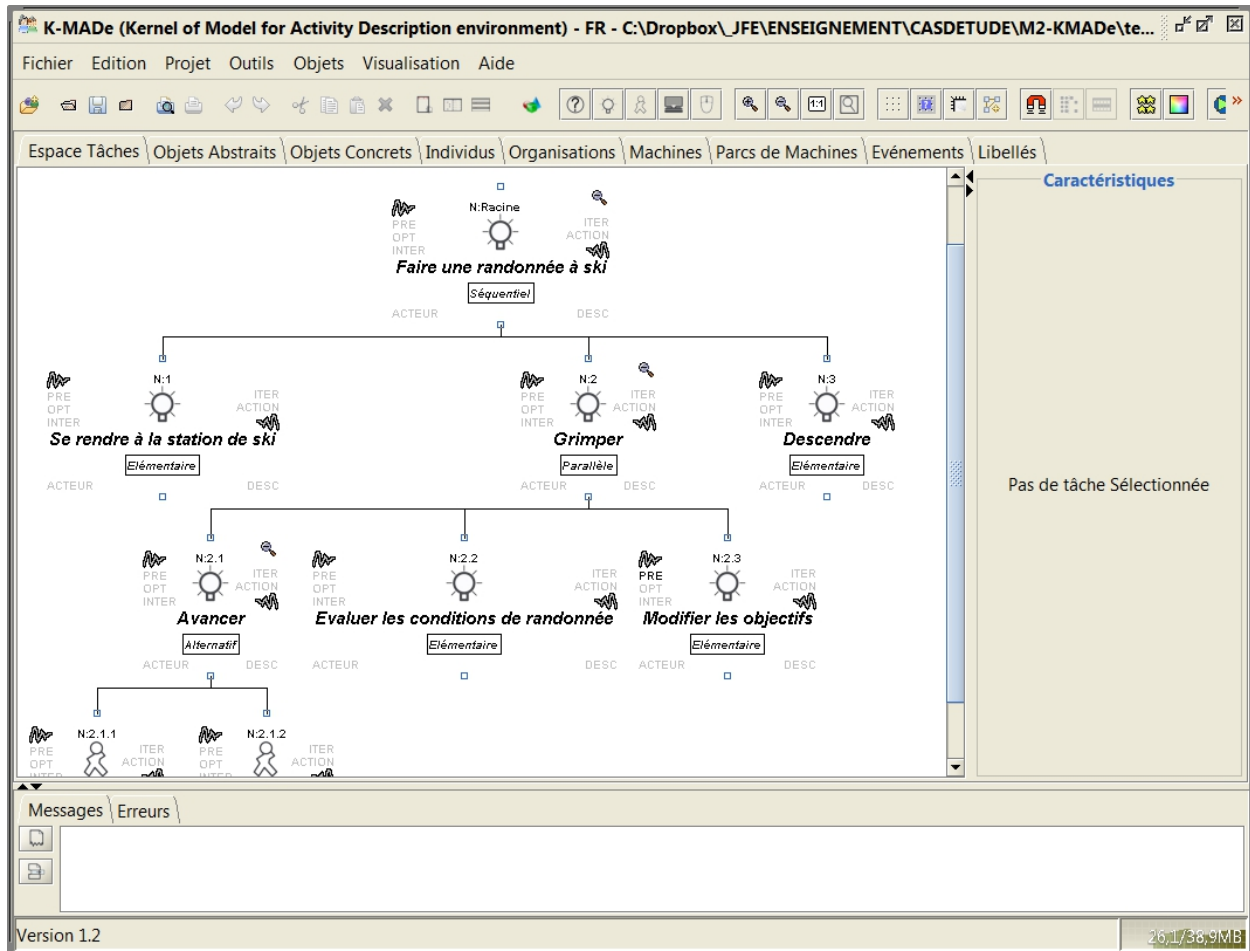 K-MADe (Kernel of Model for Activity Description environment) - FR - C:\Dropbox\_JFE\ENSEIGNEMENT\CASDETUDE\M2-KMADe\te...
Fichier Edition Projet Outils Objets Visualisation Aide
1:1
Espace Tâches Objets Abstraits Objets Concrets Individus Organisations Machines Parcs de Machines Evénements Libellés
Caractéristiques
N:Racine
PRE ITER
OPT ACTION
INTER
Faire une randonnée à ski
Séquentiel
ACTEUR DESC
N:1 N:2 N:3
PRE ITER PRE ITER PRE ITER
OPT ACTION OPT ACTION OPT ACTION
INTER INTER INTER
Se rendre à la station de ski Grimper Descendre
Elémentaire Parallèle Elémentaire
ACTEUR DESC ACTEUR DESC ACTEUR DESC
Pas de tâche Sélectionnée
N:2.1 N:2.2 N:2.3
PRE ITER PRE ITER PRE ITER
OPT ACTION OPT ACTION OPT ACTION
INTER INTER INTER
Avancer Evaluer les conditions de randonnée Modifier les objectifs
Alternatif Elémentaire Elémentaire
ACTEUR DESC ACTEUR DESC ACTEUR DESC
N:2.1.1 N:2.1.2
PRE ITER PRE ITER
OPT ACTION OPT ACTION
INTER INTER
Messages Erreurs
Version 1.2
26,1/38,9MB